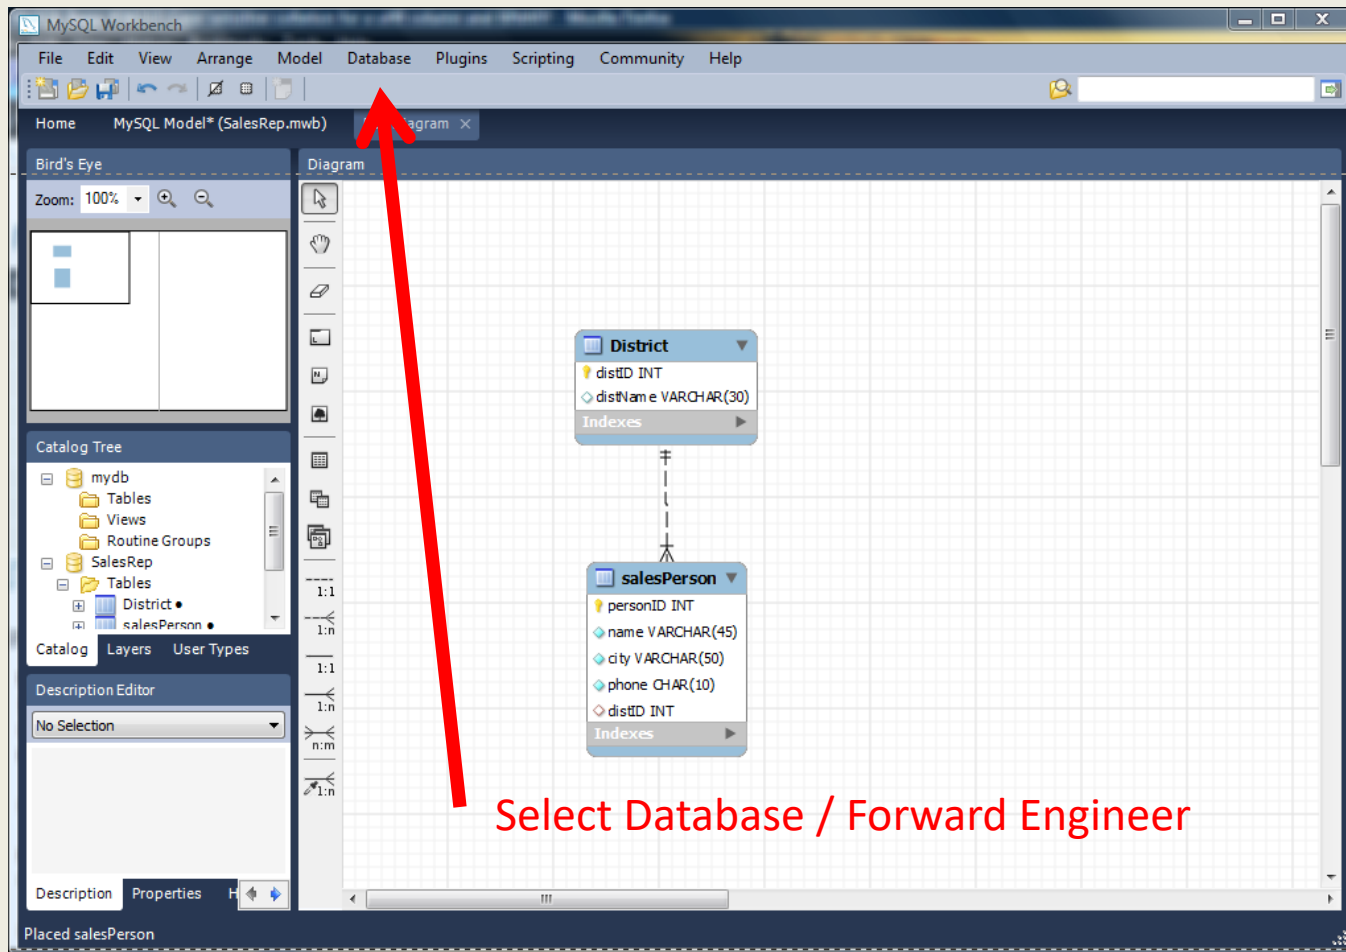 MySQL Workbench
File Edit View Arrange Model Database Plugins Scripting Community Help
Home MySQL Model* (SalesRep.mwb) agram ×
Bird's Eye
Zoom: 100%
Diagram
District
distID INT
distName VARCHAR(30)
Indexes
Catalog Tree
mydb
Tables
Views
Routine Groups
SalesRep
Tables
District
salesPerson
Catalog Layers User Types
1:1
1:n
1:1
1:n
n:m
1:n
salesPerson
personID INT
name VARCHAR(45)
city VARCHAR(50)
phone CHAR(10)
distID INT
Indexes
Description Editor
No Selection
Select Database / Forward Engineer
Description Properties H
Placed salesPerson